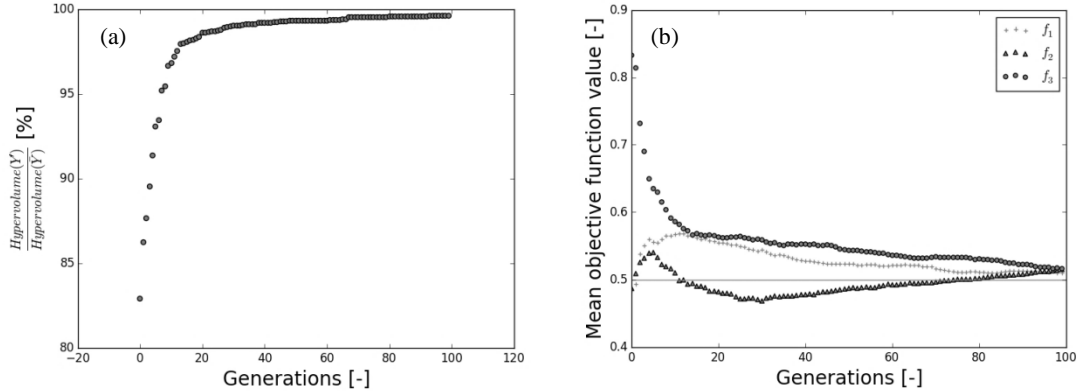 (a)
100
95
90
85
80
−20
0
20
40
60
80
100
120
Generations [-]
Hypervolume(Y)
Hypervolume(Ŷ)
[%]
(b)
0.9
0.8
0.7
0.6
0.5
0.4
0
20
40
60
80
100
Generations [-]
Mean objective function value [-]
f₁
f₂
f₃